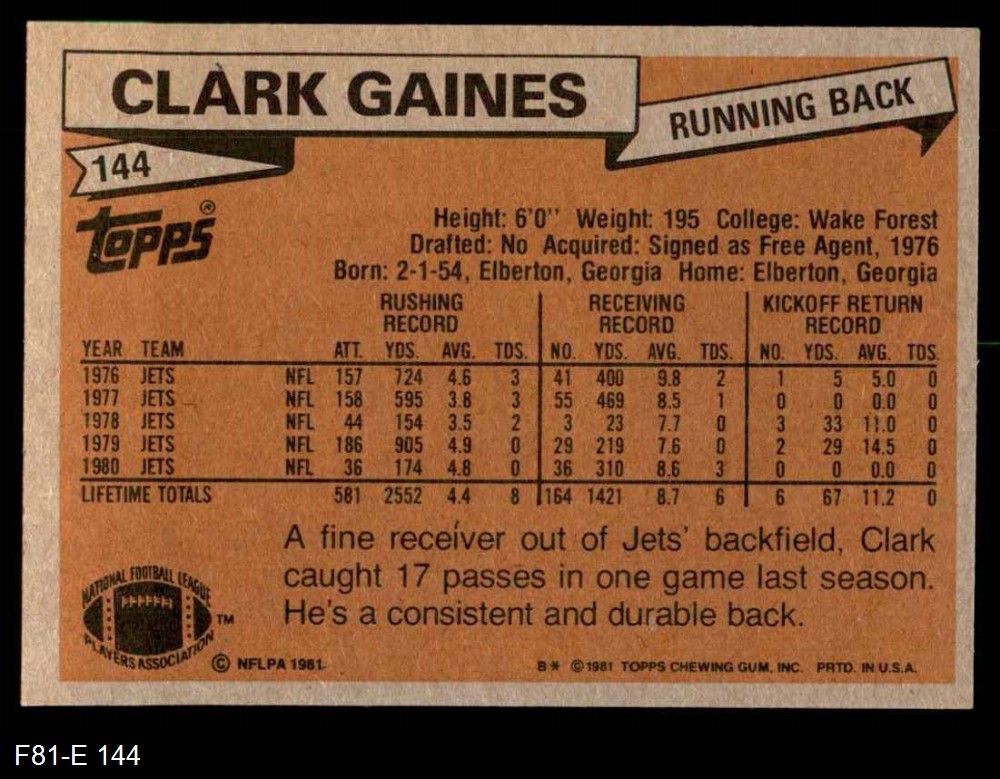 CLARK GAINES
RUNNING BACK
144
TOPPS®
Height: 6'0'' Weight: 195 College: Wake Forest
Drafted: No Acquired: Signed as Free Agent, 1976
Born: 2-1-54, Elberton, Georgia Home: Elberton, Georgia
RUSHING RECORD RECEIVING RECORD KICKOFF RETURN RECORD
YEAR TEAM ATT. YDS. AVG. TDS. NO. YDS. AVG. TDS. NO. YDS. AVG. TDS.
1976 JETS NFL 157 724 4.6 3 41 400 9.8 2 1 5 5.0 0
1977 JETS NFL 158 595 3.8 3 55 469 8.5 1 0 0 0.0 0
1978 JETS NFL 44 154 3.5 2 3 23 7.7 0 3 33 11.0 0
1979 JETS NFL 186 905 4.9 0 29 219 7.6 0 2 29 14.5 0
1980 JETS NFL 36 174 4.8 0 36 310 8.6 3 0 0 0.0 0
LIFETIME TOTALS 581 2552 4.4 8 164 1421 8.7 6 6 67 11.2 0
A fine receiver out of Jets' backfield, Clark
caught 17 passes in one game last season.
He's a consistent and durable back.
NATIONAL FOOTBALL LEAGUE
PLAYERS ASSOCIATION
TM
© NFLPA 1981
B* © 1981 TOPPS CHEWING GUM, INC. PRTD. IN U.S.A.
F81-E 144